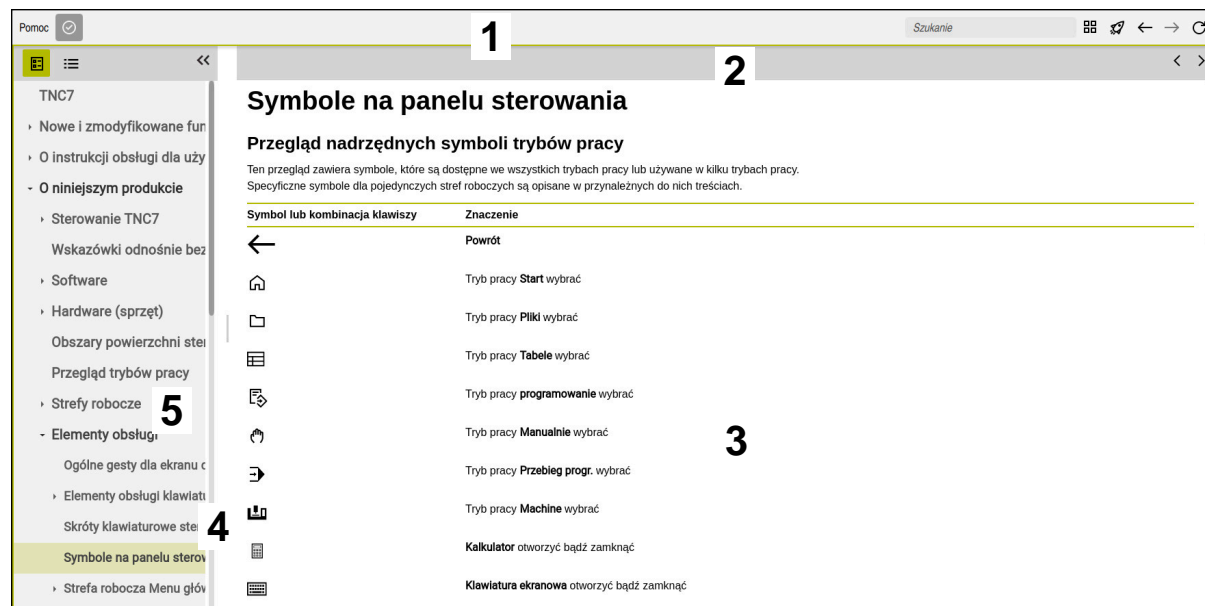 Pomoc
Szukanie
1
2
TNC7
Nowe i zmodyfikowane fun
O instrukcji obsługi dla uży
O niniejszym produkcie
Sterowanie TNC7
Wskazówki odnośnie bez
Software
Hardware (sprzęt)
Obszary powierzchni ster
Przegląd trybów pracy
Strefy robocze
5
Elementy obsługi
Ogólne gesty dla ekranu d
Elementy obsługi klawiatu
Skróty klawiaturowe ste
4
Symbole na panelu sterow
Strefa robocza Menu głów
Symbole na panelu sterowania
Przegląd nadrzędnych symboli trybów pracy
Ten przegląd zawiera symbole, które są dostępne we wszystkich trybach pracy lub używane w kilku trybach pracy.
Specyficzne symbole dla pojedynczych stref roboczych są opisane w przynależnych do nich treściach.
Symbol lub kombinacja klawiszy Znaczenie
Powrót
Tryb pracy Start wybrać
Tryb pracy Pliki wybrać
Tryb pracy Tabele wybrać
Tryb pracy programowanie wybrać
Tryb pracy Manualnie wybrać
3
Tryb pracy Przebieg progr. wybrać
Tryb pracy Machine wybrać
Kalkulator otworzyć bądź zamknąć
Klawiatura ekranowa otworzyć bądź zamknąć